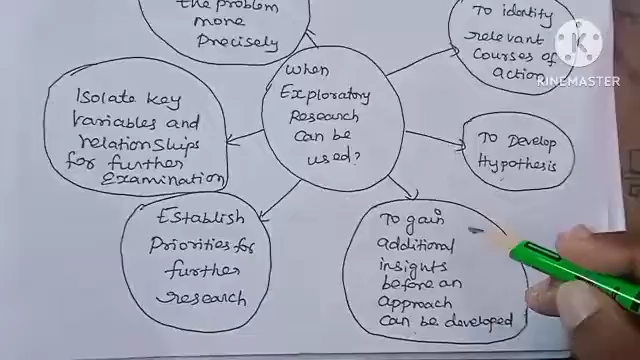 the problem
more
Precisely
To identify
relevant
Courses of
Action
KINEMASTER
When
Exploratory
Research
can be
used?
Isolate key
Variables and
relationships
for further
Examination
To Develop
Hypothesis
Establish
Priorities for
further
research
To gain
additional
insights
before an
approach
can be developed